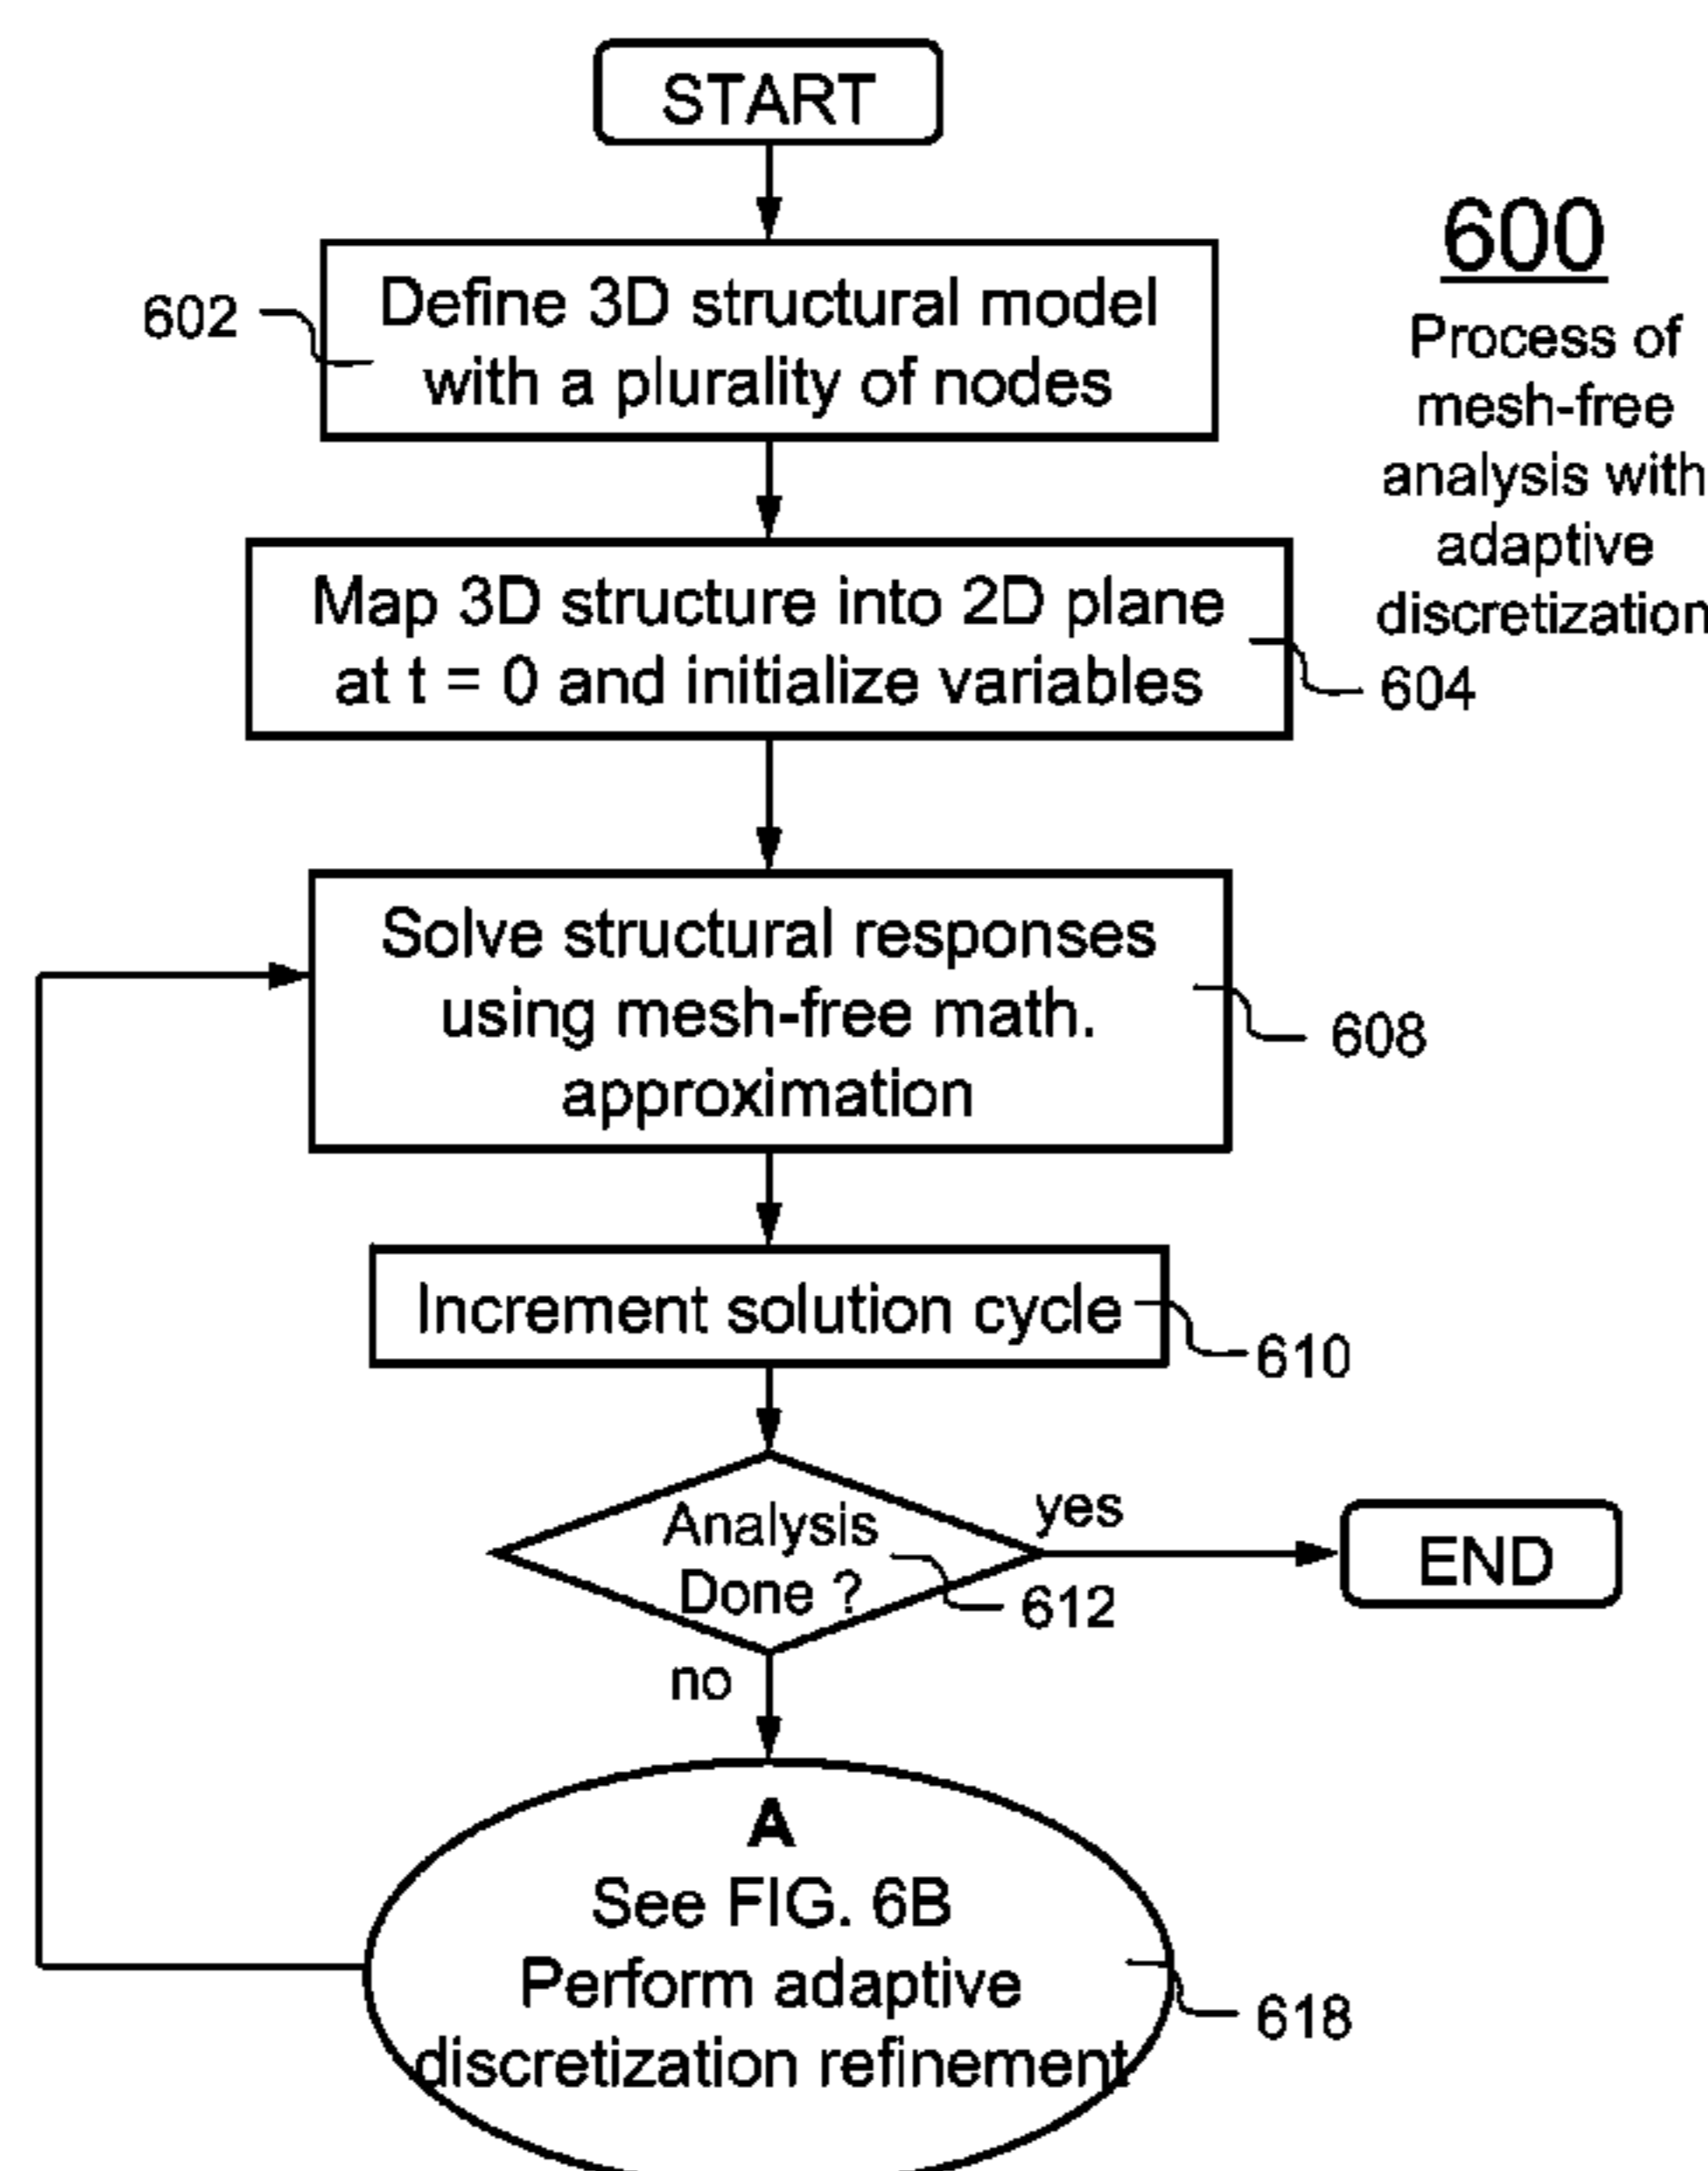 START
600
Process of
mesh-free
analysis with
adaptive
discretization
602
Define 3D structural model
with a plurality of nodes
Map 3D structure into 2D plane
at t = 0 and initialize variables
604
Solve structural responses
using mesh-free math.
approximation
608
Increment solution cycle
610
Analysis
Done ?
612
yes
END
no
A
See FIG. 6B
Perform adaptive
discretization refinement
618